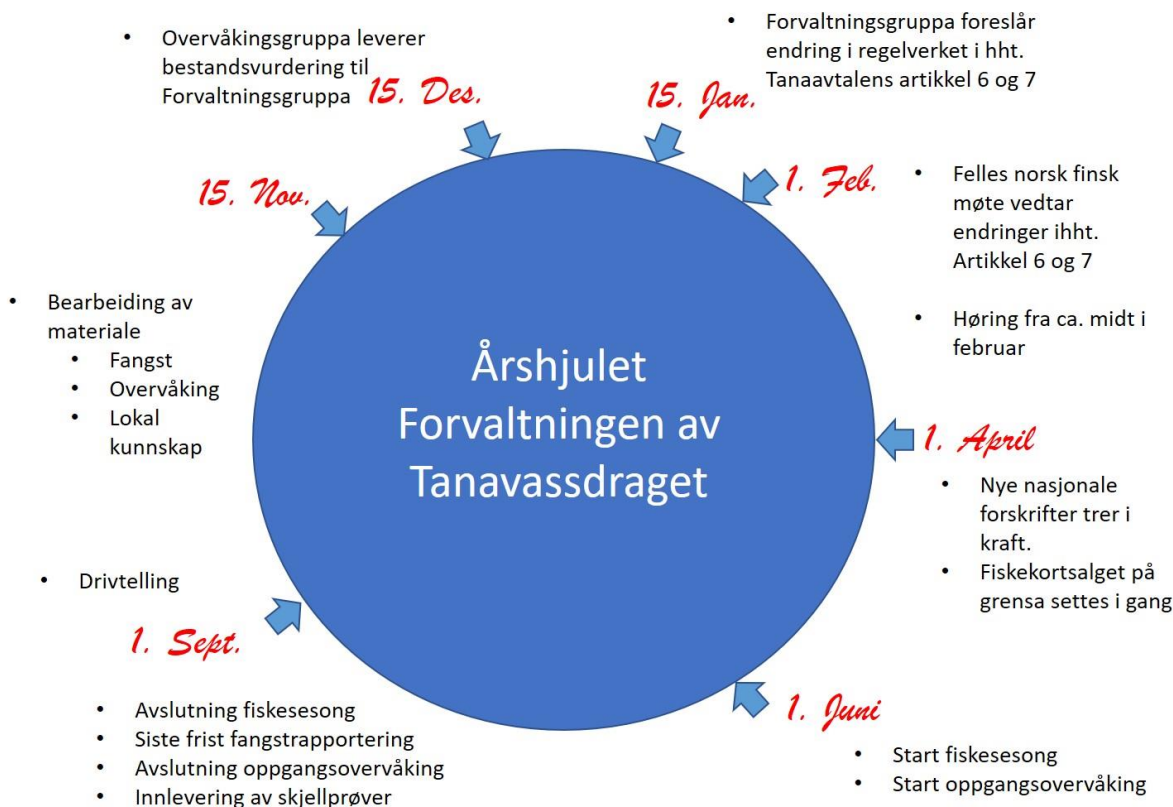 • Overvåkingsgruppa leverer
bestandsvurdering til
Forvaltningsgruppa
15. Des.
• Forvaltningsgruppa foreslår
endring i regelverket i hht.
Tanaavtalens artikkel 6 og 7
15. Jan.
1. Feb.
• Felles norsk finsk
møte vedtar
endringer ihht.
Artikkel 6 og 7
• Høring fra ca. midt i
februar
1. April
• Nye nasjonale
forskrifter trer i
kraft.
• Fiskekortsalget på
grensa settes i gang
1. Juni
• Start fiskesesong
• Start oppgangsovervåking
Årshjulet
Forvaltningen av
Tanavassdraget
15. Nov.
• Bearbeiding av
materiale
• Fangst
• Overvåking
• Lokal
kunnskap
• Drivtelling
1. Sept.
• Avslutning fiskesesong
• Siste frist fangstrapportering
• Avslutning oppgangsovervåking
• Innlevering av skjellprøver